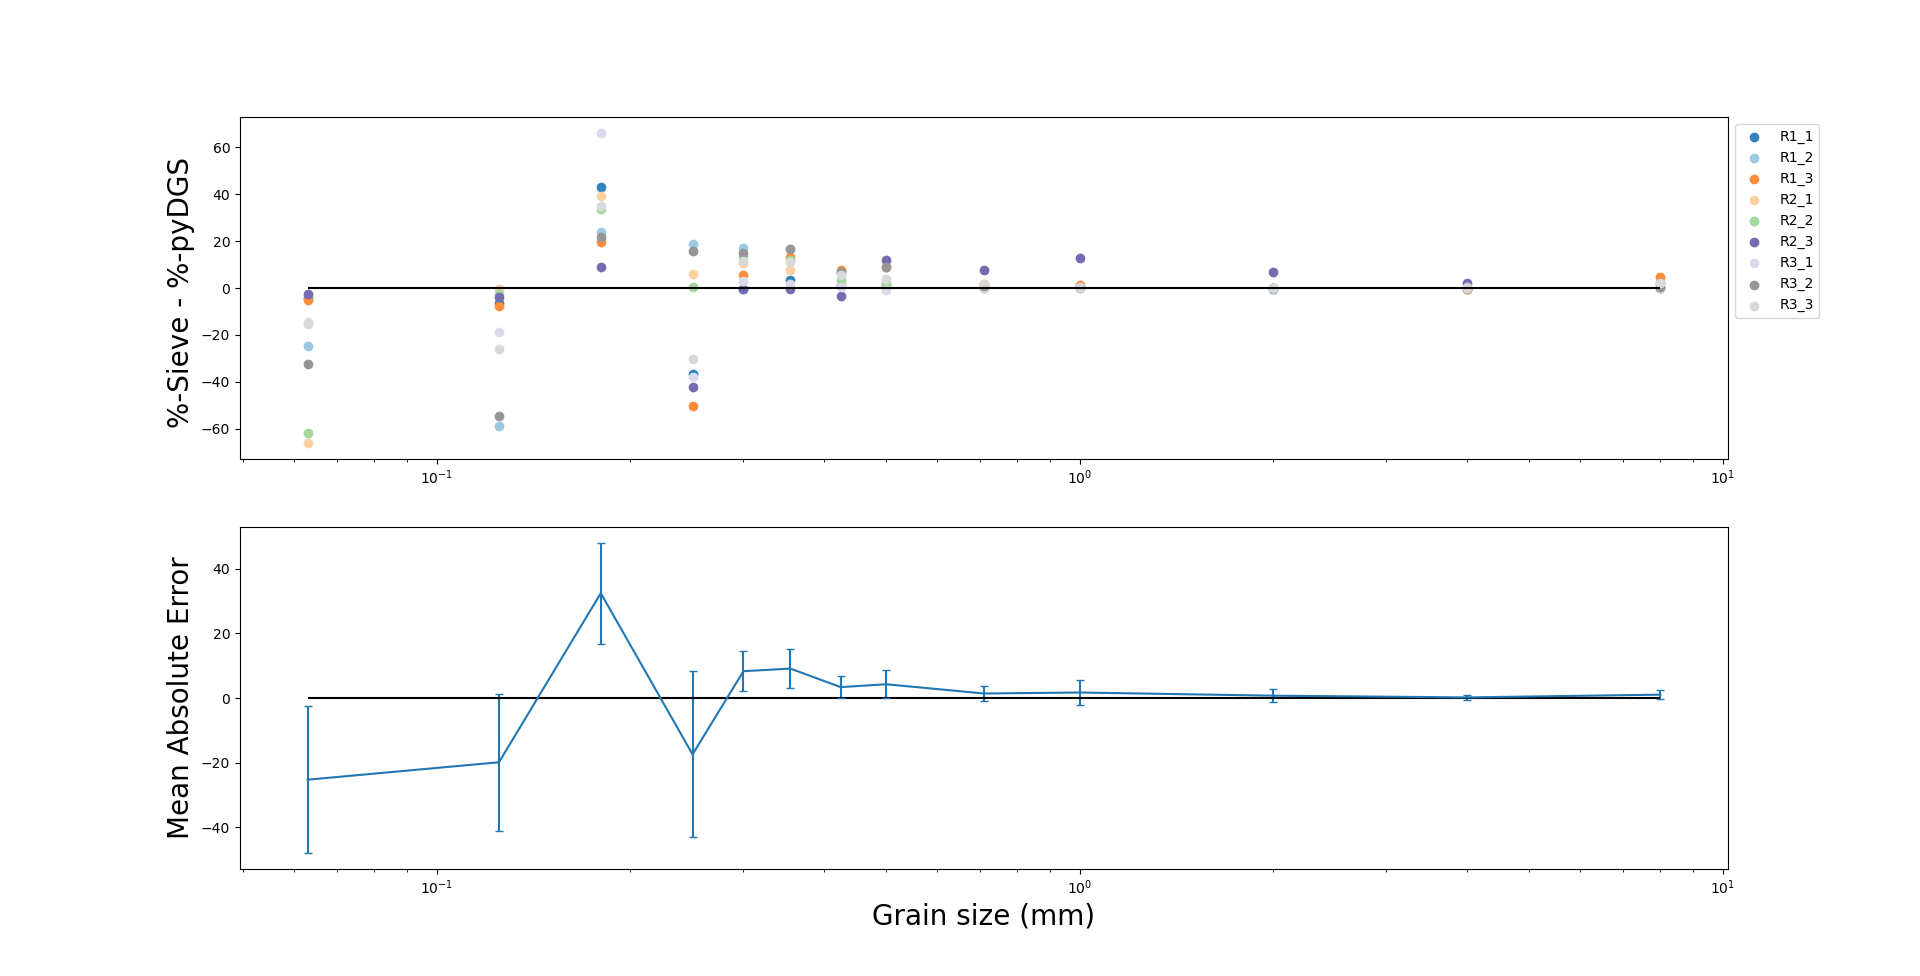 %-Sieve - %-pyDGS
60
40
20
0
−20
−40
−60
10⁻¹
10⁰
10¹
R1_1
R1_2
R1_3
R2_1
R2_2
R2_3
R3_1
R3_2
R3_3
Mean Absolute Error
40
20
0
−20
−40
10⁻¹
10⁰
10¹
Grain size (mm)